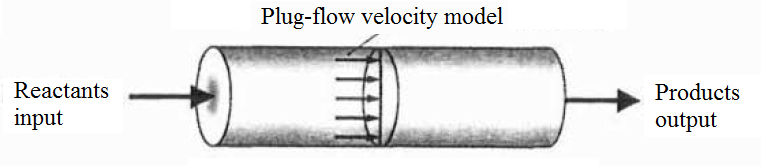 Plug-flow velocity model
Reactants
input
Products
output